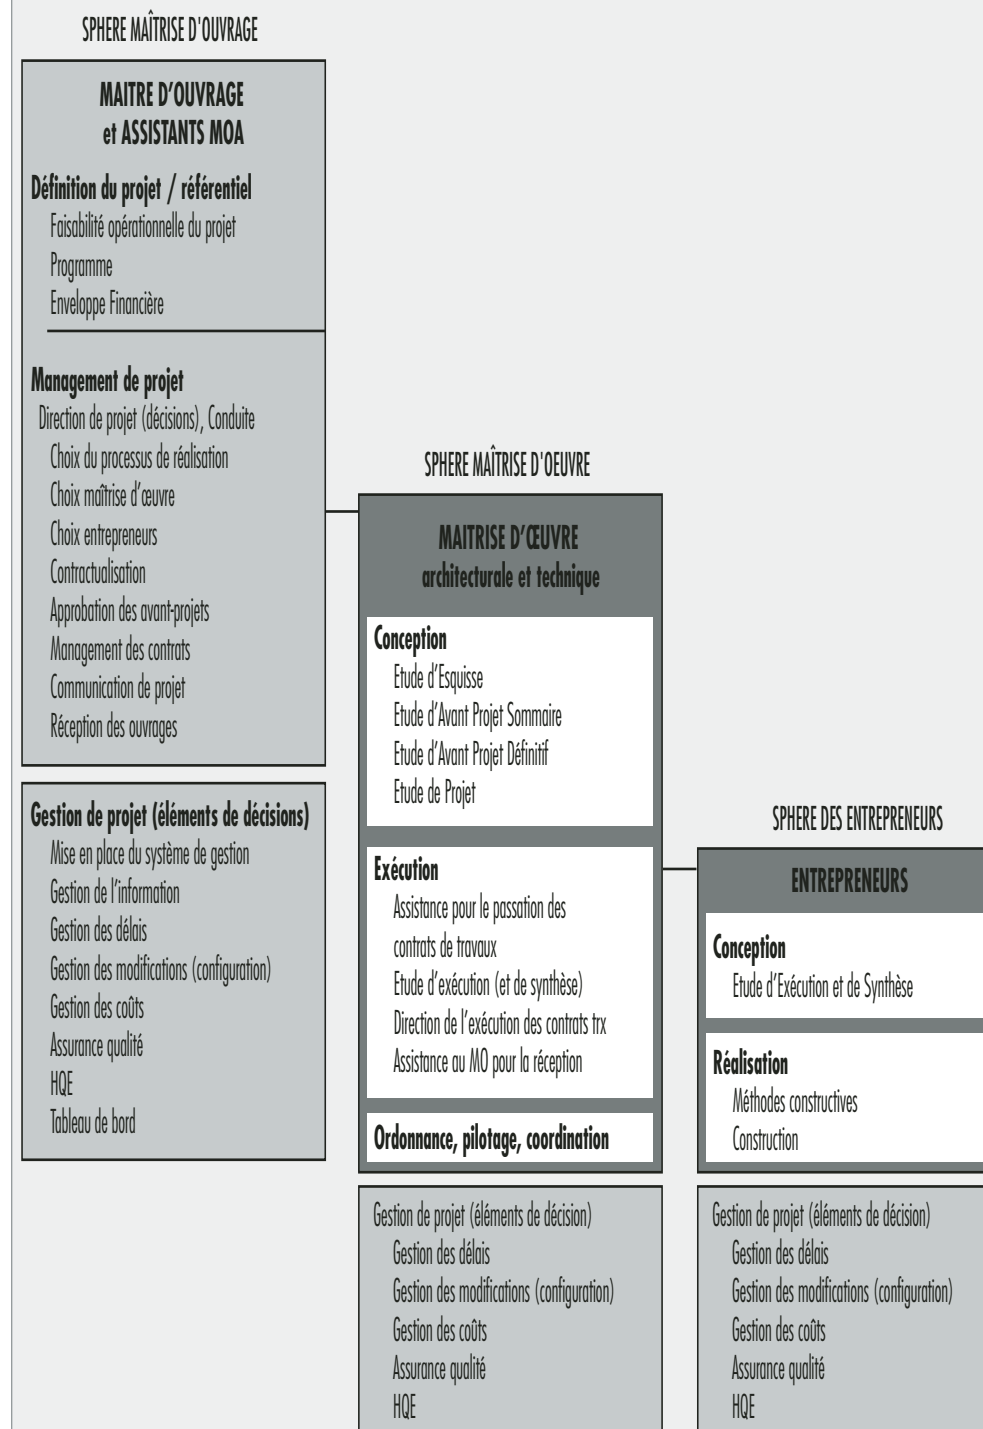 SPHERE MAÎTRISE D'OUVRAGE
MAITRE D'OUVRAGE
et ASSISTANTS MOA
Définition du projet / référentiel
Faisabilité opérationnelle du projet
Programme
Enveloppe Financière
Management de projet
Direction de projet (décisions), Conduite
Choix du processus de réalisation
Choix maîtrise d'œuvre
Choix entrepreneurs
Contractualisation
Approbation des avant-projets
Management des contrats
Communication de projet
Réception des ouvrages
Gestion de projet (éléments de décisions)
Mise en place du système de gestion
Gestion de l'information
Gestion des délais
Gestion des modifications (configuration)
Gestion des coûts
Assurance qualité
HQE
Tableau de bord
SPHERE MAÎTRISE D'OEUVRE
MAITRISE D'ŒUVRE
architecturale et technique
Conception
Etude d'Esquisse
Etude d'Avant Projet Sommaire
Etude d'Avant Projet Définitif
Etude de Projet
Exécution
Assistance pour le passation des
contrats de travaux
Etude d'exécution (et de synthèse)
Direction de l'exécution des contrats trx
Assistance au MO pour la réception
Ordonnance, pilotage, coordination
Gestion de projet (éléments de décision)
Gestion des délais
Gestion des modifications (configuration)
Gestion des coûts
Assurance qualité
HQE
SPHERE DES ENTREPRENEURS
ENTREPRENEURS
Conception
Etude d'Exécution et de Synthèse
Réalisation
Méthodes constructives
Construction
Gestion de projet (éléments de décision)
Gestion des délais
Gestion des modifications (configuration)
Gestion des coûts
Assurance qualité
HQE